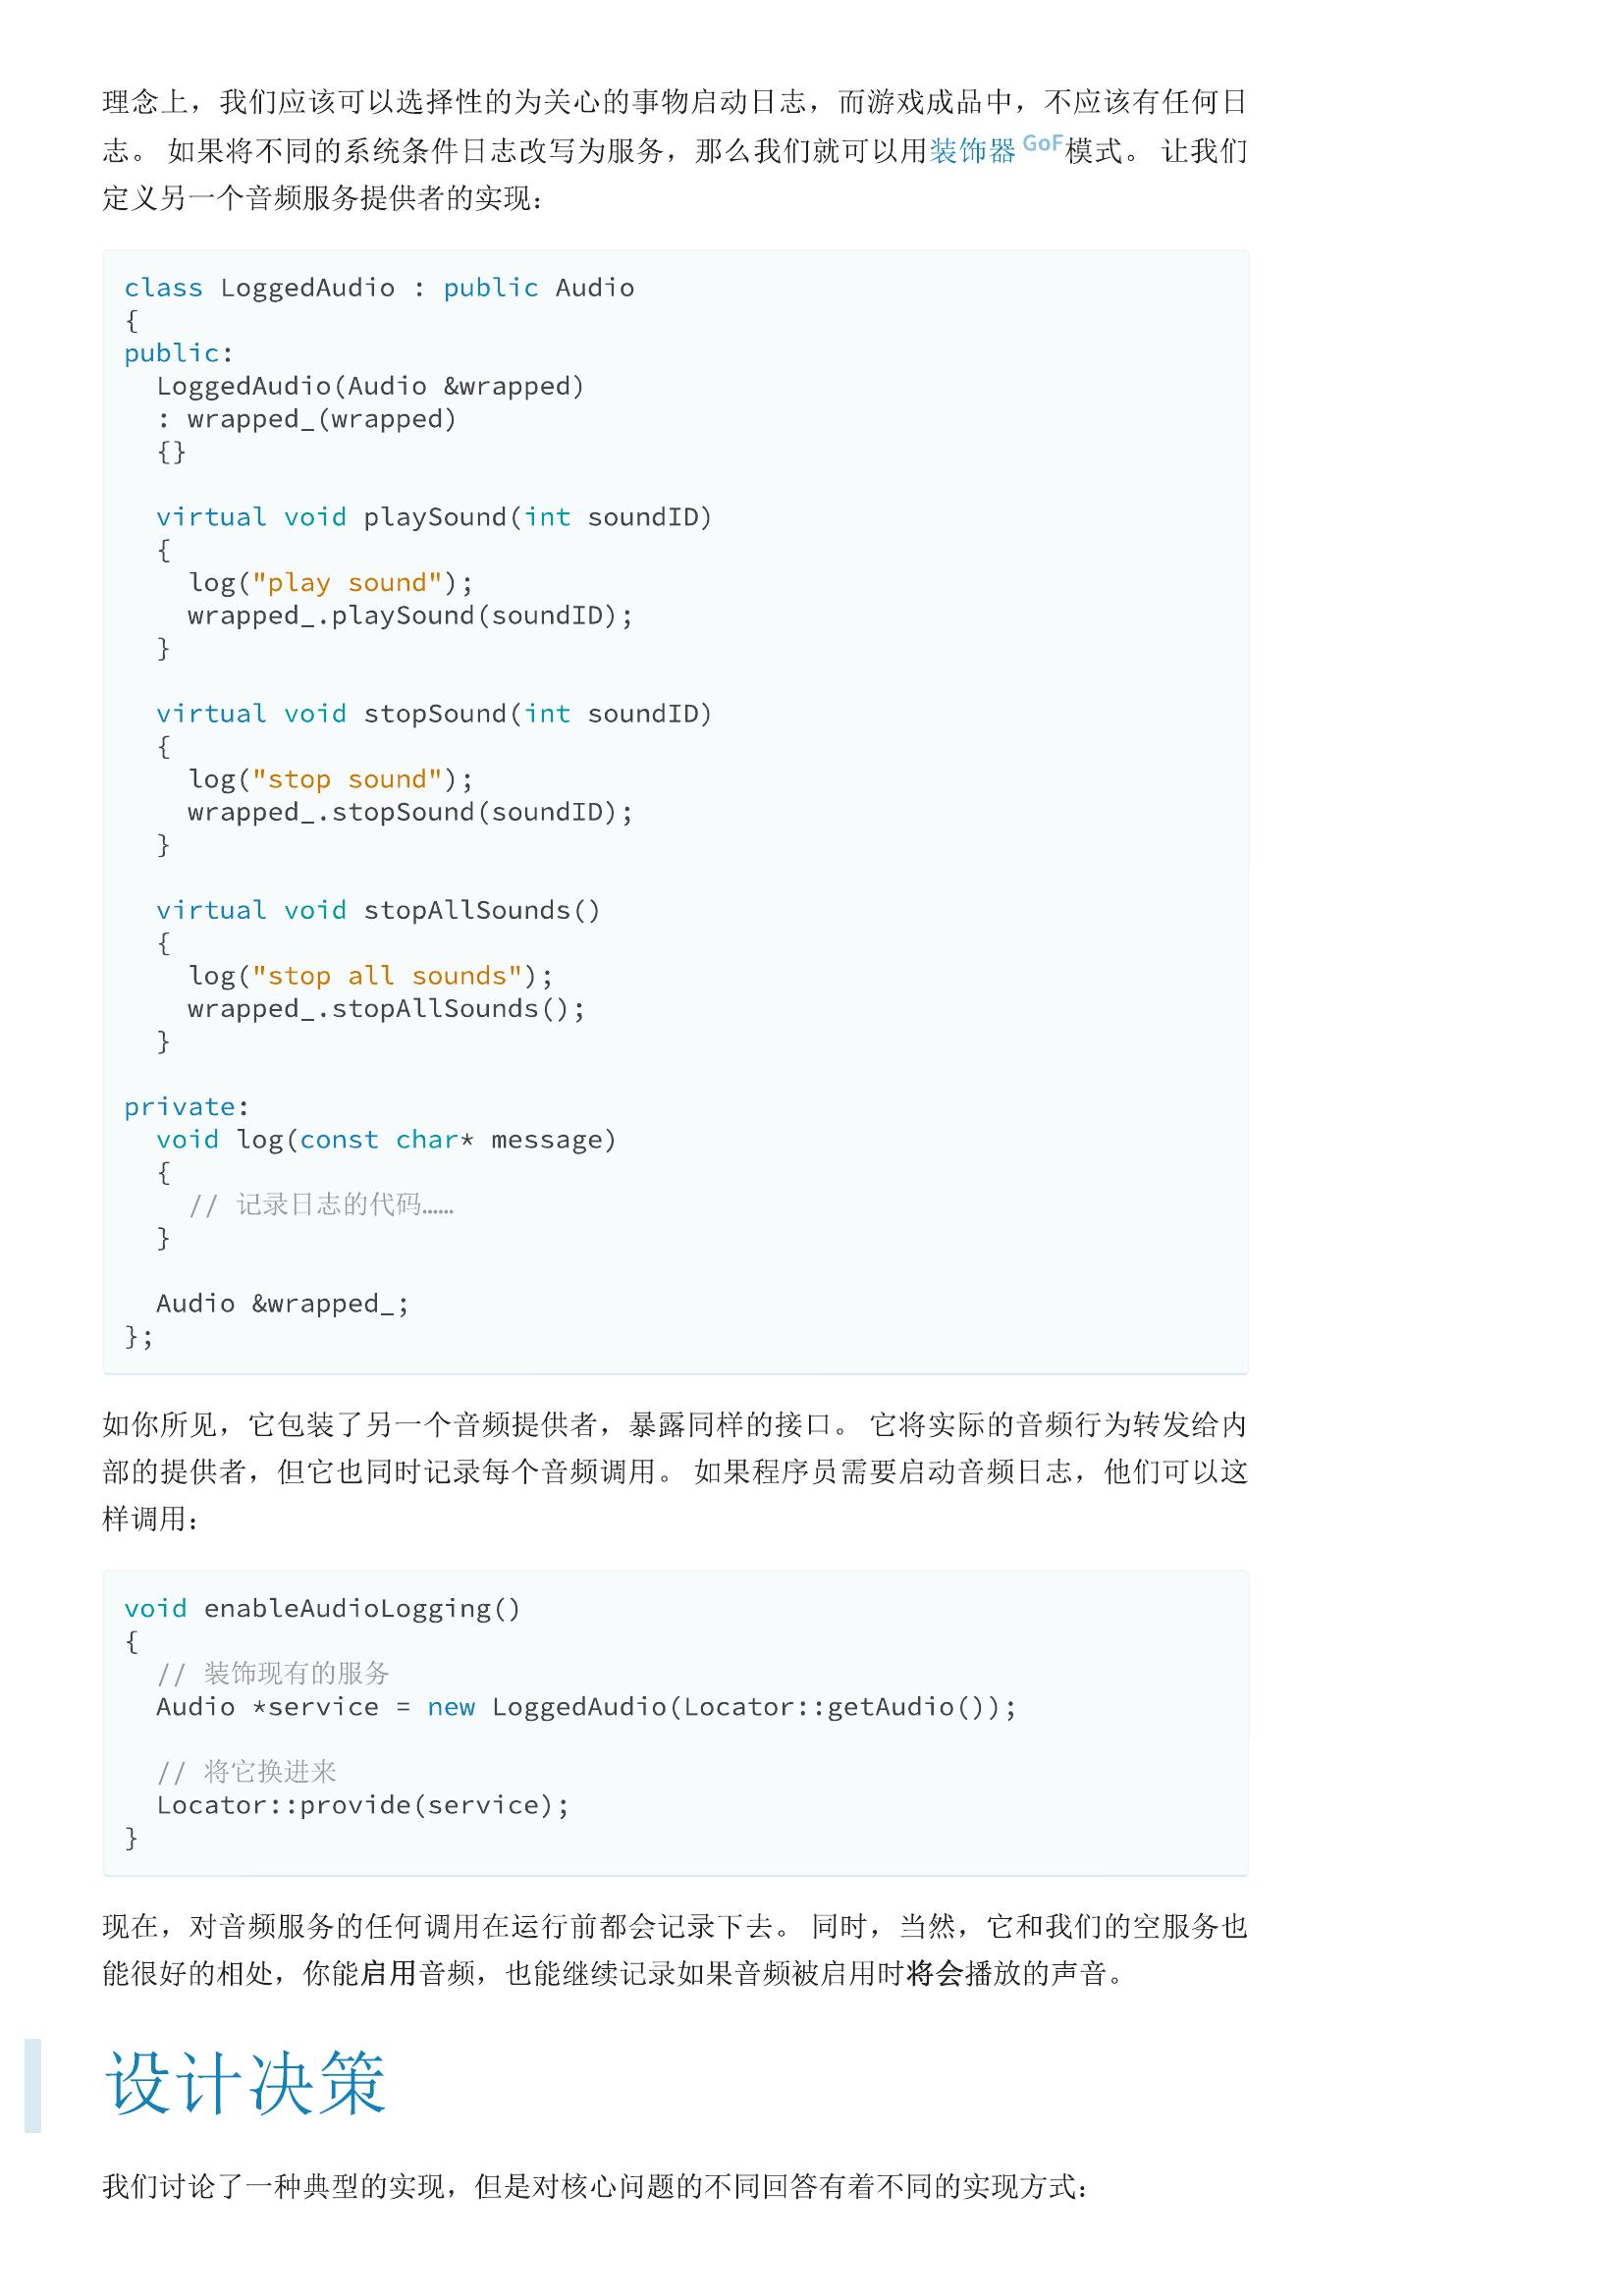 理念上，我们应该可以选择性的为关心的事物启动日志，而游戏成品中，不应该有任何日
志。 如果将不同的系统条件日志改写为服务，那么我们就可以用装饰器 GoF模式。 让我们
定义另一个音频服务提供者的实现：
class LoggedAudio : public Audio
{
public:
  LoggedAudio(Audio &wrapped)
  : wrapped_(wrapped)
  {}

  virtual void playSound(int soundID)
  {
    log("play sound");
    wrapped_.playSound(soundID);
  }

  virtual void stopSound(int soundID)
  {
    log("stop sound");
    wrapped_.stopSound(soundID);
  }

  virtual void stopAllSounds()
  {
    log("stop all sounds");
    wrapped_.stopAllSounds();
  }

private:
  void log(const char* message)
  {
    // 记录日志的代码……
  }

  Audio &wrapped_;
};
如你所见，它包装了另一个音频提供者，暴露同样的接口。 它将实际的音频行为转发给内
部的提供者，但它也同时记录每个音频调用。 如果程序员需要启动音频日志，他们可以这
样调用：
void enableAudioLogging()
{
  // 装饰现有的服务
  Audio *service = new LoggedAudio(Locator::getAudio());

  // 将它换进来
  Locator::provide(service);
}
现在，对音频服务的任何调用在运行前都会记录下去。 同时，当然，它和我们的空服务也
能很好的相处，你能启用音频，也能继续记录如果音频被启用时将会播放的声音。
设计决策
我们讨论了一种典型的实现，但是对核心问题的不同回答有着不同的实现方式：